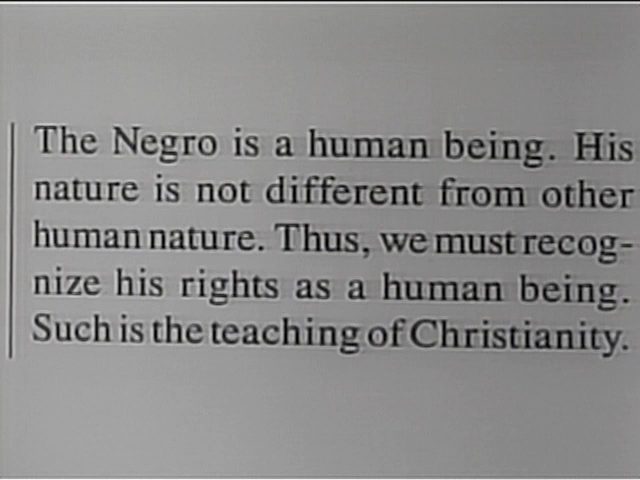 The Negro is a human being. His
nature is not different from other
human nature. Thus, we must recog-
nize his rights as a human being.
Such is the teaching of Christianity.